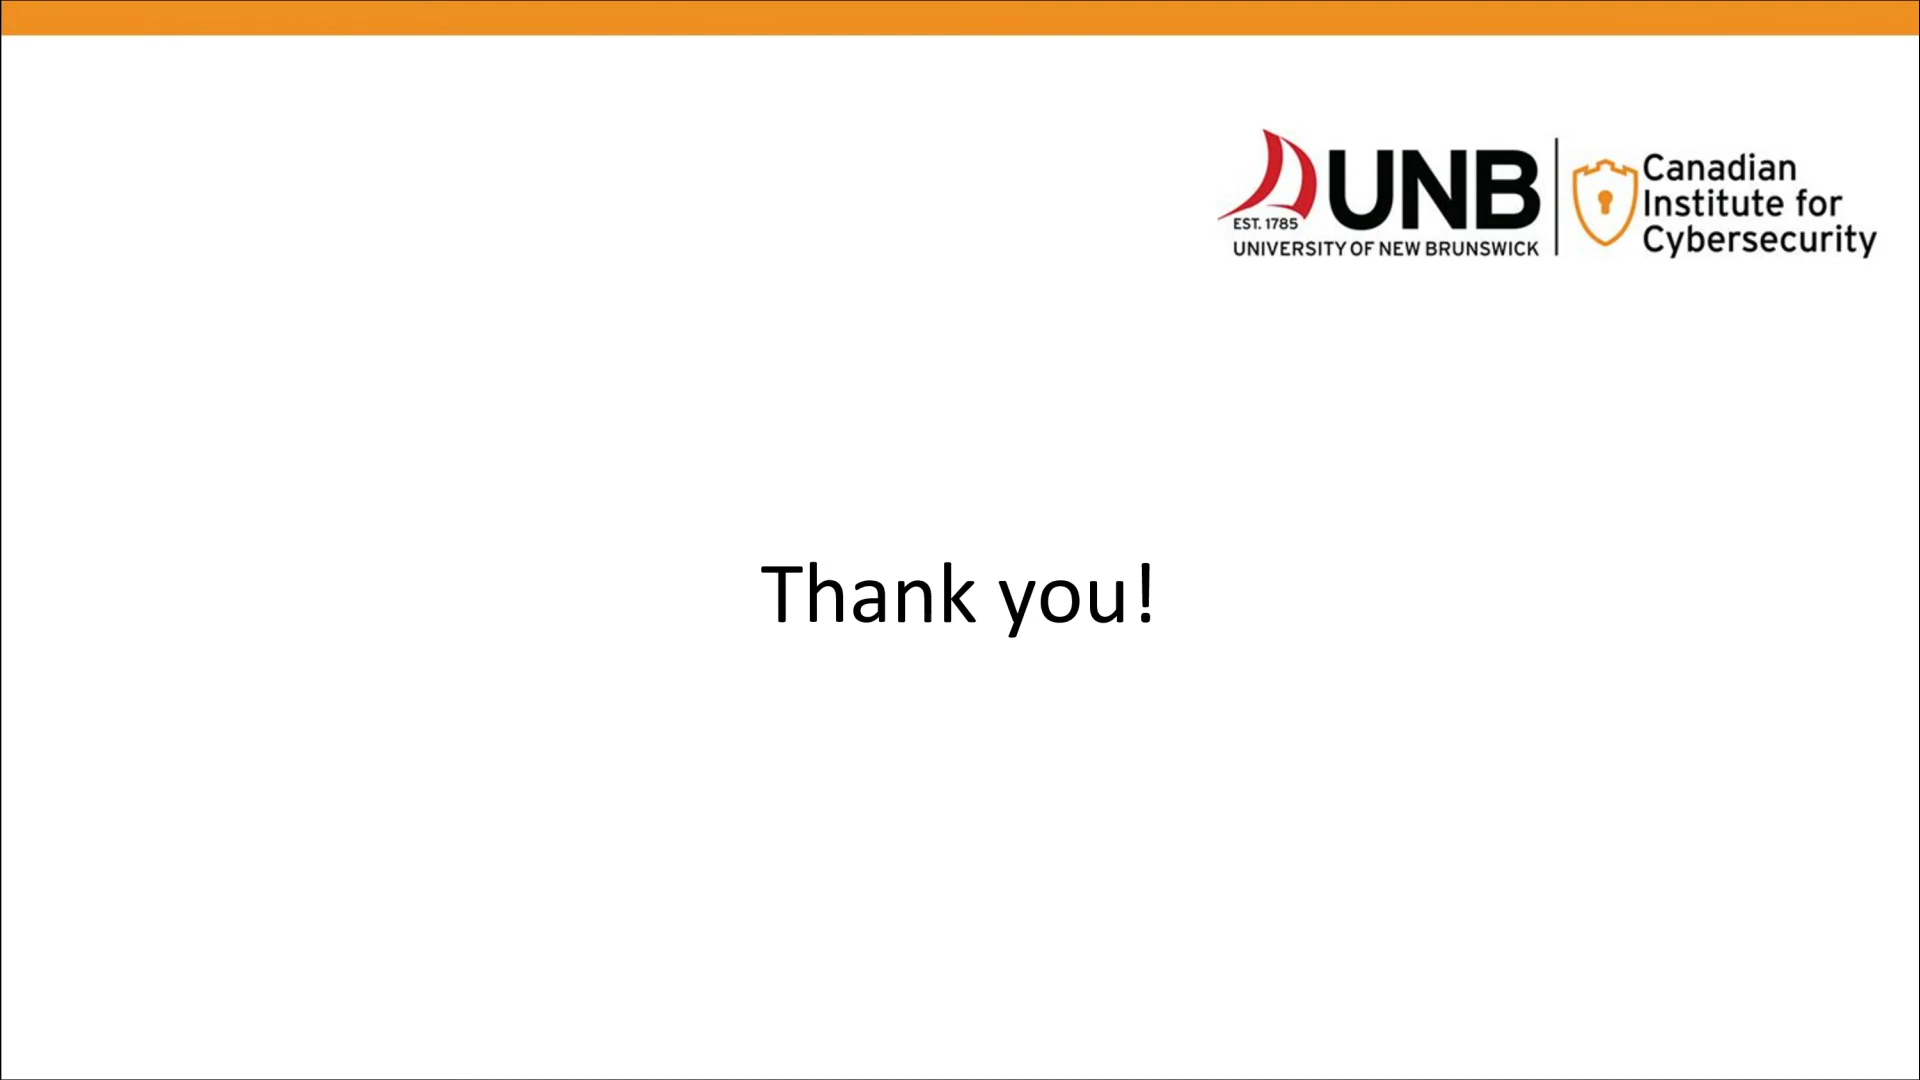 UNB
EST. 1785
UNIVERSITY OF NEW BRUNSWICK
Canadian
Institute for
Cybersecurity
Thank you!